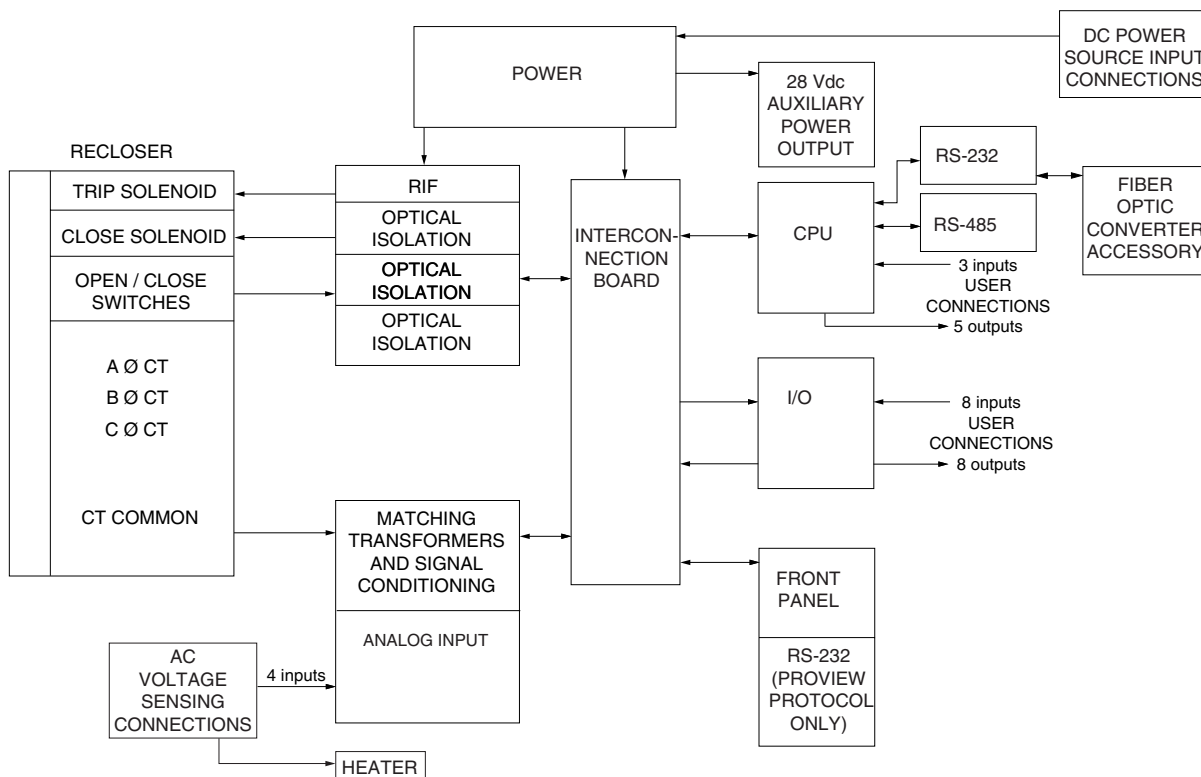 DC POWER
SOURCE INPUT
CONNECTIONS
POWER
28 Vdc
AUXILIARY
POWER
OUTPUT
RECLOSER
TRIP SOLENOID
CLOSE SOLENOID
OPEN / CLOSE
SWITCHES
A Ø CT
B Ø CT
C Ø CT
CT COMMON
RIF
OPTICAL
ISOLATION
OPTICAL
ISOLATION
OPTICAL
ISOLATION
INTERCON-
NECTION
BOARD
CPU
RS-232
RS-485
FIBER
OPTIC
CONVERTER
ACCESSORY
3 inputs
USER
CONNECTIONS
5 outputs
I/O
8 inputs
USER
CONNECTIONS
8 outputs
MATCHING
TRANSFORMERS
AND SIGNAL
CONDITIONING
ANALOG INPUT
FRONT
PANEL
RS-232
(PROVIEW
PROTOCOL
ONLY)
AC
VOLTAGE
SENSING
CONNECTIONS
4 inputs
HEATER